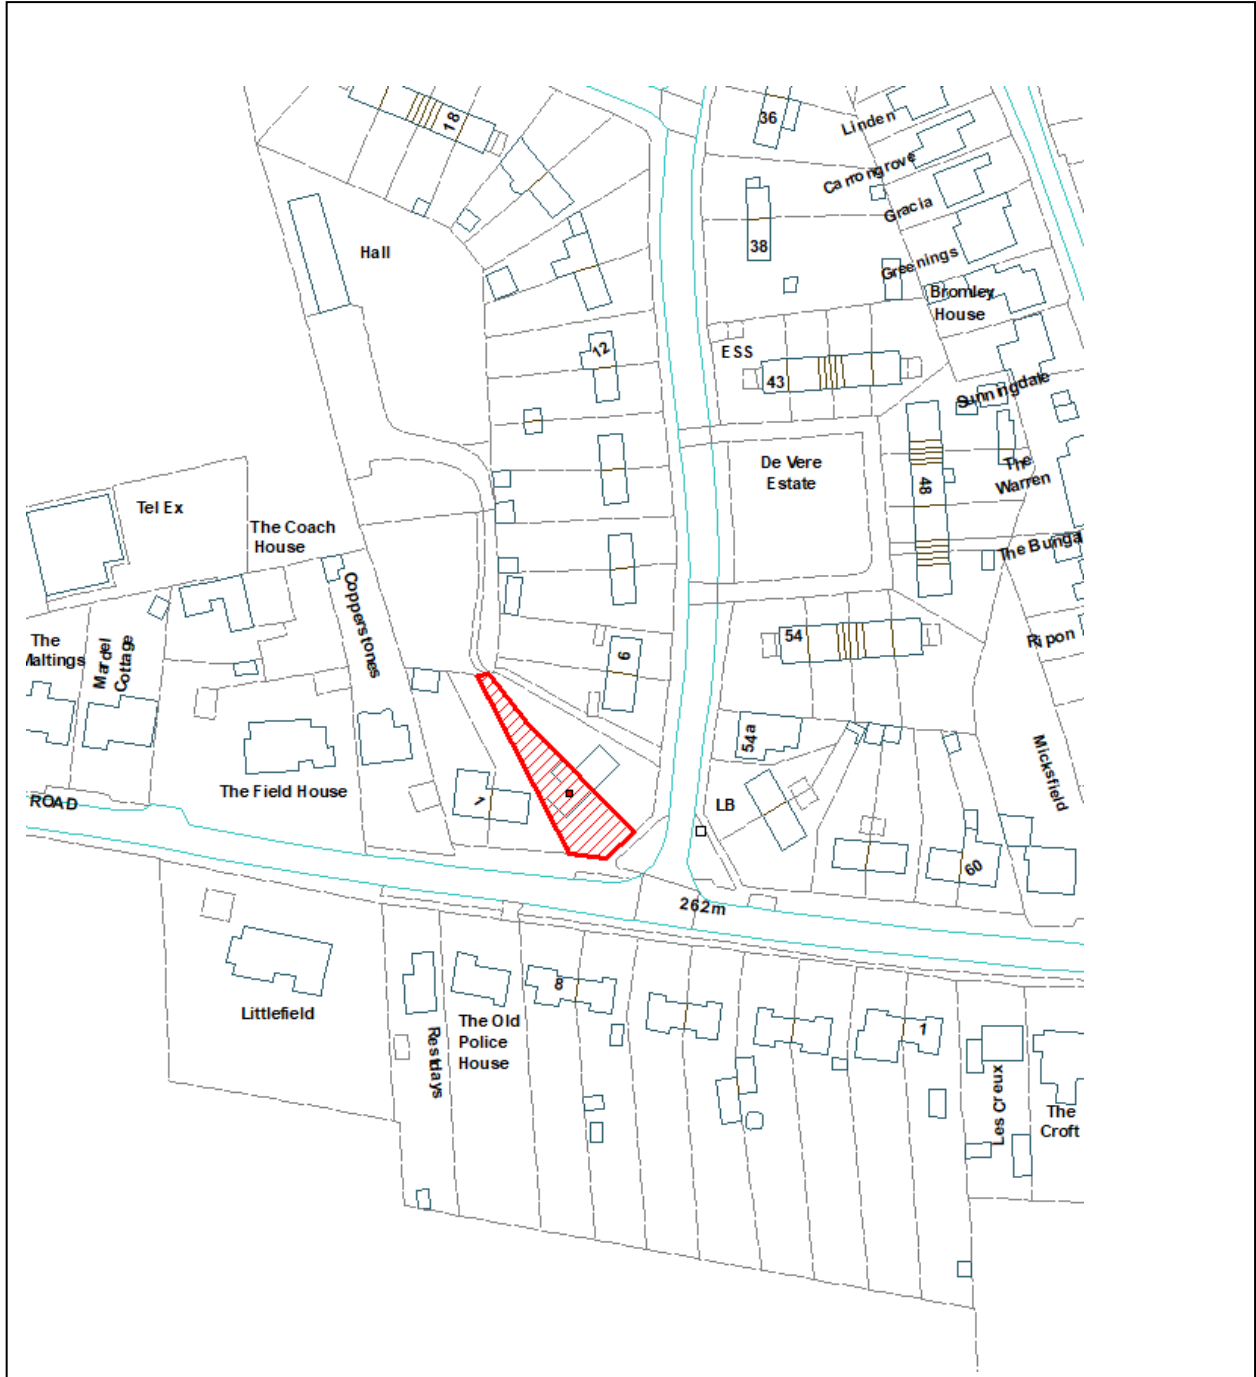 18
36
Linden
Carrongrove
Gracia
Hall
38
Greenings
Bromley
House
12
ESS
43
Sunningdale
De Vere
Estate
The
Warren
48
Tel Ex
The Coach
House
The Bunga
Copperstones
The
Maltings
Mardel
Cottage
6
54
Ripon
54a
Micksfield
ROAD
The Field House
7
LB
60
262m
8
Littlefield
Restdays
The Old
Police
House
1
Les Creux
The
Croft